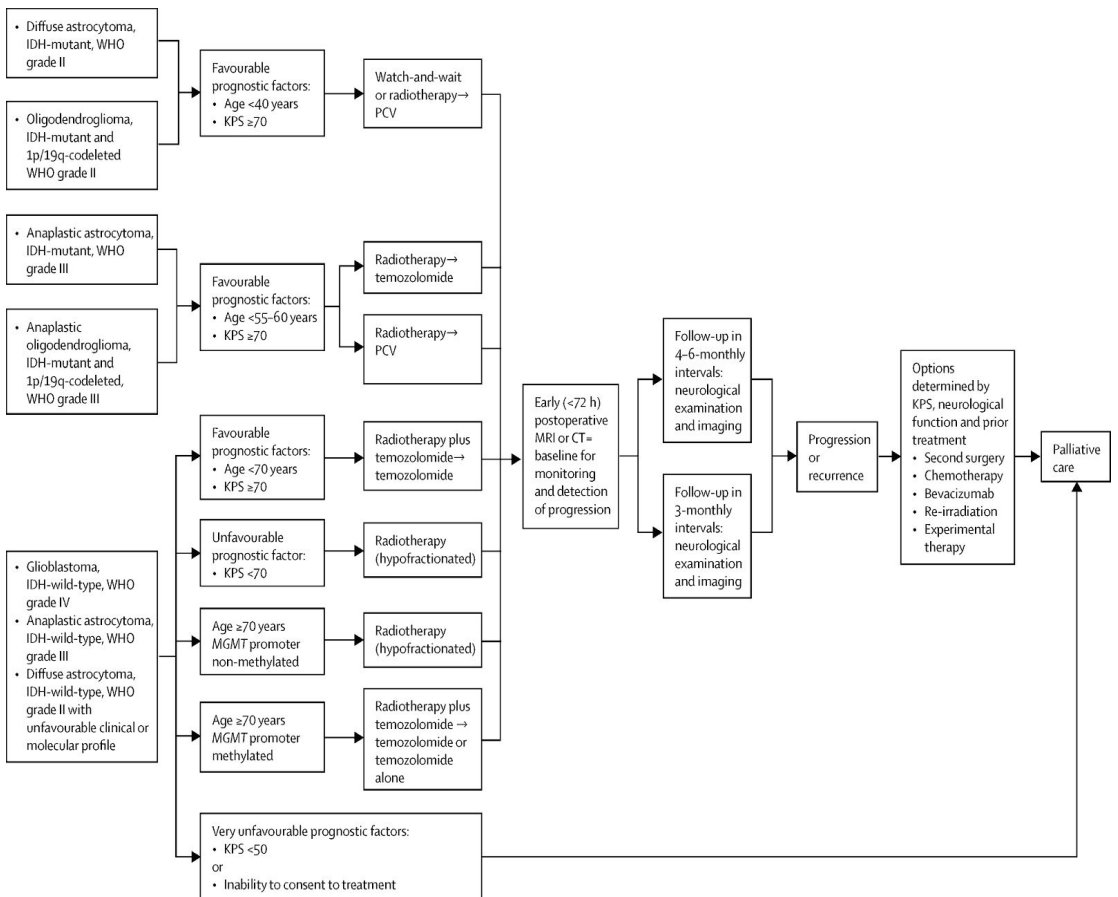 • Diffuse astrocytoma,
IDH-mutant, WHO
grade II
• Oligodendroglioma,
IDH-mutant and
1p/19q-codeleted
WHO grade II
Favourable
prognostic factors:
• Age <40 years
• KPS ≥70
Watch-and-wait
or radiotherapy→
PCV
• Anaplastic astrocytoma,
IDH-mutant, WHO
grade III
• Anaplastic
oligodendroglioma,
IDH-mutant and
1p/19q-codeleted,
WHO grade III
Favourable
prognostic factors:
• Age <55–60 years
• KPS ≥70
Radiotherapy→
temozolomide
Radiotherapy→
PCV
• Glioblastoma,
IDH-wild-type, WHO
grade IV
• Anaplastic astrocytoma,
IDH-wild-type, WHO
grade III
• Diffuse astrocytoma,
IDH-wild-type, WHO
grade II with
unfavourable clinical or
molecular profile
Favourable
prognostic factors:
• Age <70 years
• KPS ≥70
Radiotherapy plus
temozolomide→
temozolomide
Unfavourable
prognostic factor:
• KPS <70
Radiotherapy
(hypofractionated)
Age ≥70 years
MGMT promoter
non-methylated
Radiotherapy
(hypofractionated)
Age ≥70 years
MGMT promoter
methylated
Radiotherapy plus
temozolomide →
temozolomide or
temozolomide
alone
Very unfavourable prognostic factors:
• KPS <50
or
• Inability to consent to treatment
Early (<72 h)
postoperative
MRI or CT=
baseline for
monitoring
and detection
of progression
Follow-up in
4–6-monthly
intervals:
neurological
examination
and imaging
Follow-up in
3-monthly
intervals:
neurological
examination
and imaging
Progression
or
recurrence
Options
determined by
KPS, neurological
function and prior
treatment
• Second surgery
• Chemotherapy
• Bevacizumab
• Re-irradiation
• Experimental
therapy
Palliative
care